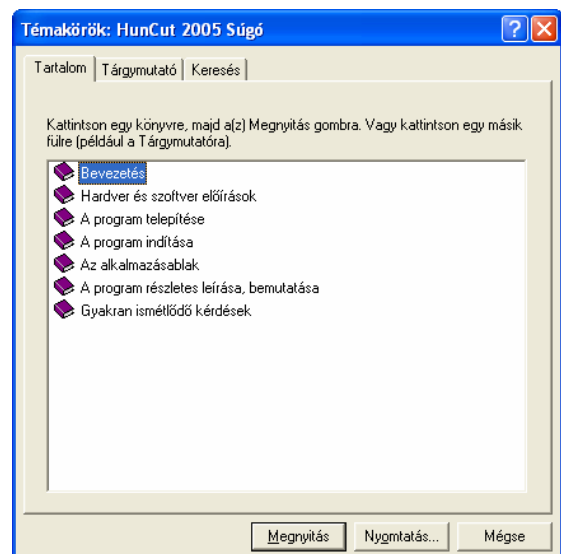 Témakörök: HunCut 2005 Súgó
Tartalom Tárgymutató Keresés
Kattintson egy könyvre, majd a(z) Megnyitás gombra. Vagy kattintson egy másik
fülre (például a Tárgymutatóra).
Bevezetés
Hardver és szoftver előírások
A program telepítése
A program indítása
Az alkalmazásablak
A program részletes leírása, bemutatása
Gyakran ismétlődő kérdések
Megnyitás Nyomtatás... Mégse